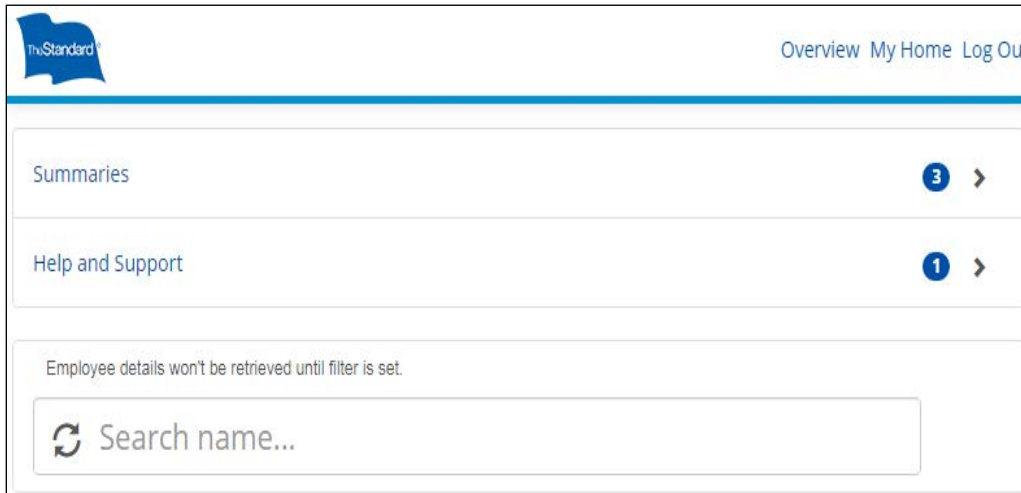 TheStandard®
Overview My Home Log Ou
Summaries 3
Help and Support 1
Employee details won't be retrieved until filter is set.
Search name...